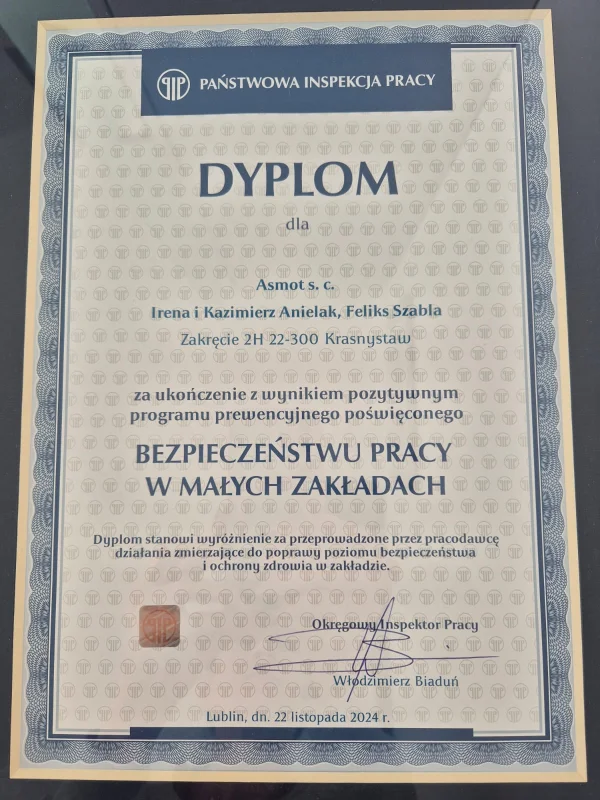 PAŃSTWOWA INSPEKCJA PRACY
DYPLOM
dla
Asmot s. c.
Irena i Kazimierz Anielak, Feliks Szabla
Zakręcie 2H 22-300 Krasnystaw
za ukończenie z wynikiem pozytywnym
programu prewencyjnego poświęconego
BEZPIECZEŃSTWU PRACY
W MAŁYCH ZAKŁADACH
Dyplom stanowi wyróżnienie za przeprowadzone przez pracodawcę
działania zmierzające do poprawy poziomu bezpieczeństwa
i ochrony zdrowia w zakładzie.
Okręgowy Inspektor Pracy
Włodzimierz Biaduń
Lublin, dn. 22 listopada 2024 r.